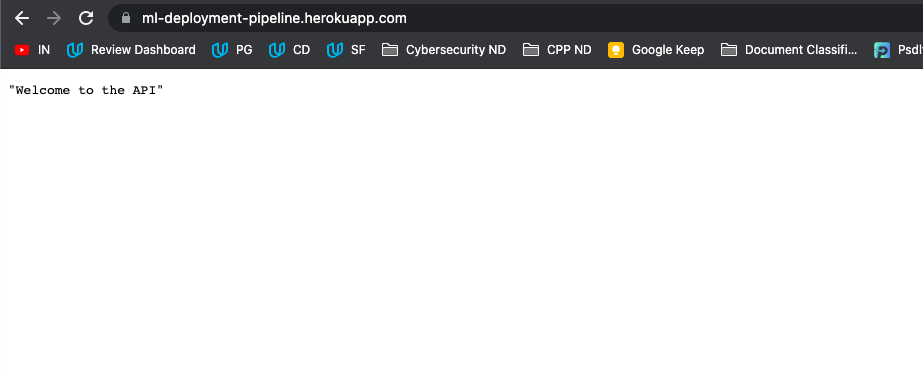 ml-deployment-pipeline.herokuapp.com
IN Review Dashboard PG CD SF Cybersecurity ND CPP ND Google Keep Document Classifi... Psdl
"Welcome to the API"